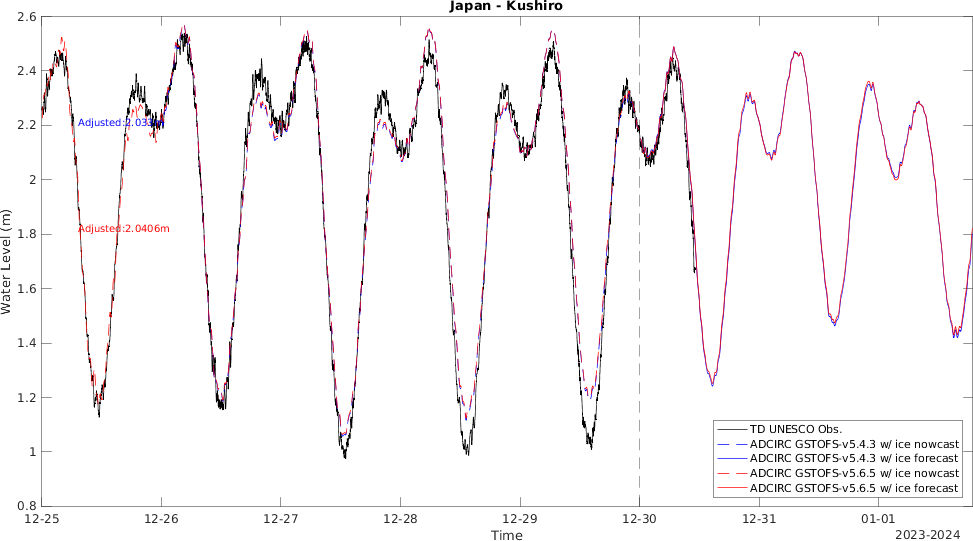 Japan - Kushiro
2.6
2.4
2.2
2
1.8
1.6
1.4
1.2
1
0.8
Water Level (m)
Adjusted:2.0406m
TD UNESCO Obs.
ADCIRC GSTOFS-v5.4.3 w/ ice nowcast
ADCIRC GSTOFS-v5.4.3 w/ ice forecast
ADCIRC GSTOFS-v5.6.5 w/ ice nowcast
ADCIRC GSTOFS-v5.6.5 w/ ice forecast
12-25 12-26 12-27 12-28 12-29 12-30 12-31 01-01
Time
2023-2024